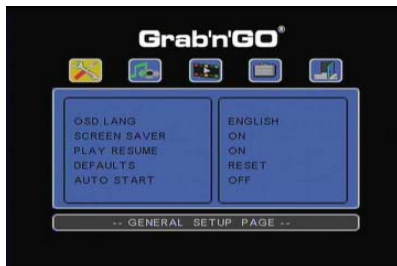 Grab'n'GO®
OSD LANG ENGLISH
SCREEN SAVER ON
PLAY RESUME ON
DEFAULTS RESET
AUTO START OFF
-- GENERAL SETUP PAGE --